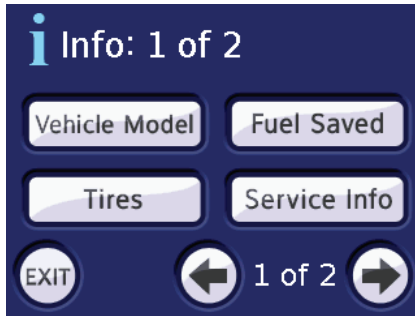 i Info: 1 of 2
Vehicle Model Fuel Saved
Tires Service Info
EXIT 1 of 2